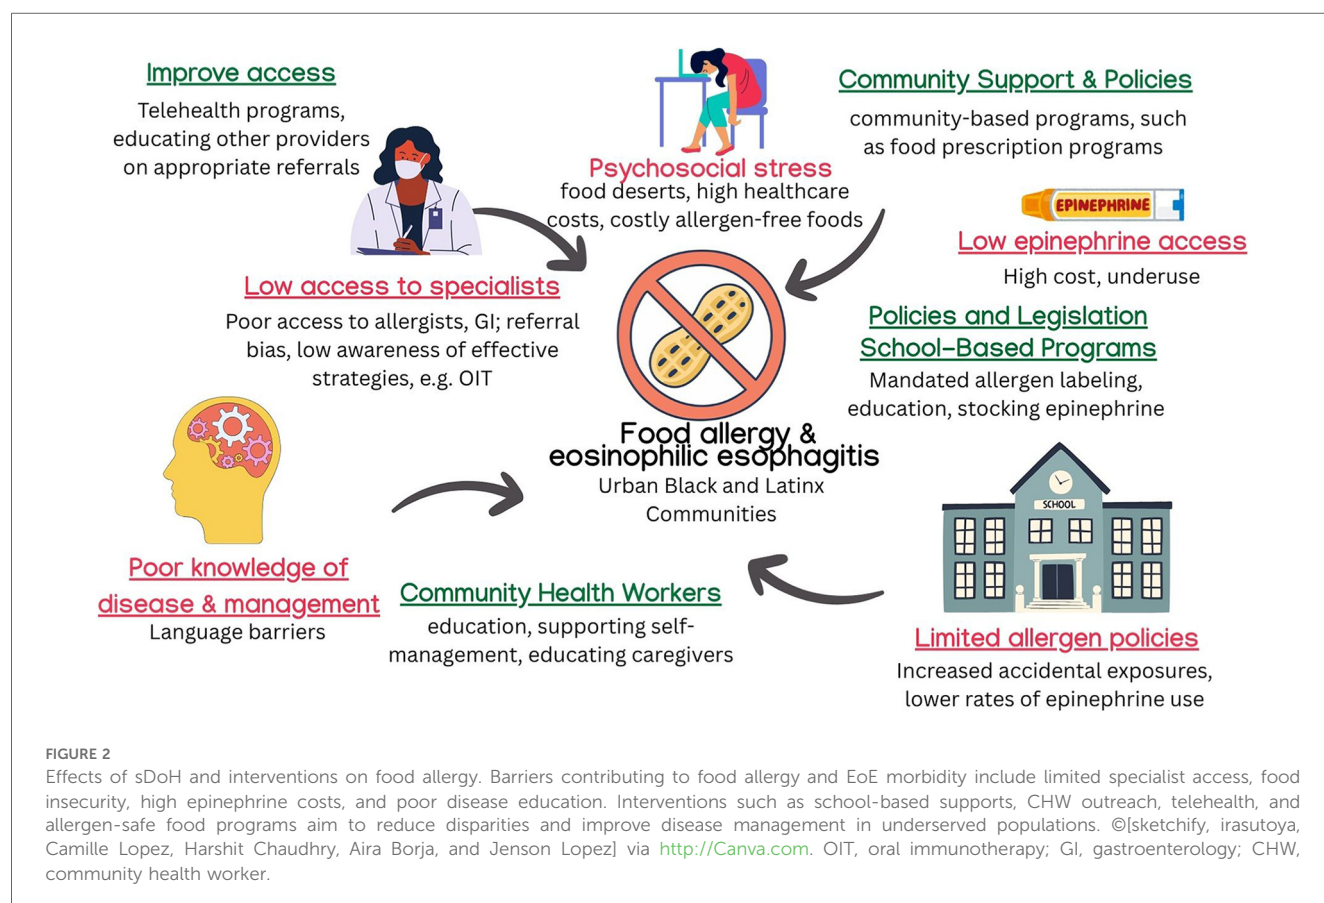 Improve access
Telehealth programs,
educating other providers
on appropriate referrals
Psychosocial stress
food deserts, high healthcare
costs, costly allergen-free foods
Community Support & Policies
community-based programs, such
as food prescription programs
EPINEPHRINE
Low epinephrine access
High cost, underuse
Low access to specialists
Poor access to allergists, GI; referral
bias, low awareness of effective
strategies, e.g. OIT
Policies and Legislation
School-Based Programs
Mandated allergen labeling,
education, stocking epinephrine
Food allergy &
eosinophilic esophagitis
Urban Black and Latinx
Communities
SCHOOL
Poor knowledge of
disease & management
Language barriers
Community Health Workers
education, supporting self-
management, educating caregivers
Limited allergen policies
Increased accidental exposures,
lower rates of epinephrine use
FIGURE 2
Effects of sDoH and interventions on food allergy. Barriers contributing to food allergy and EoE morbidity include limited specialist access, food
insecurity, high epinephrine costs, and poor disease education. Interventions such as school-based supports, CHW outreach, telehealth, and
allergen-safe food programs aim to reduce disparities and improve disease management in underserved populations. ©[sketchify, irasutoya,
Camille Lopez, Harshit Chaudhry, Aira Borja, and Jenson Lopez] via http://Canva.com. OIT, oral immunotherapy; GI, gastroenterology; CHW,
community health worker.